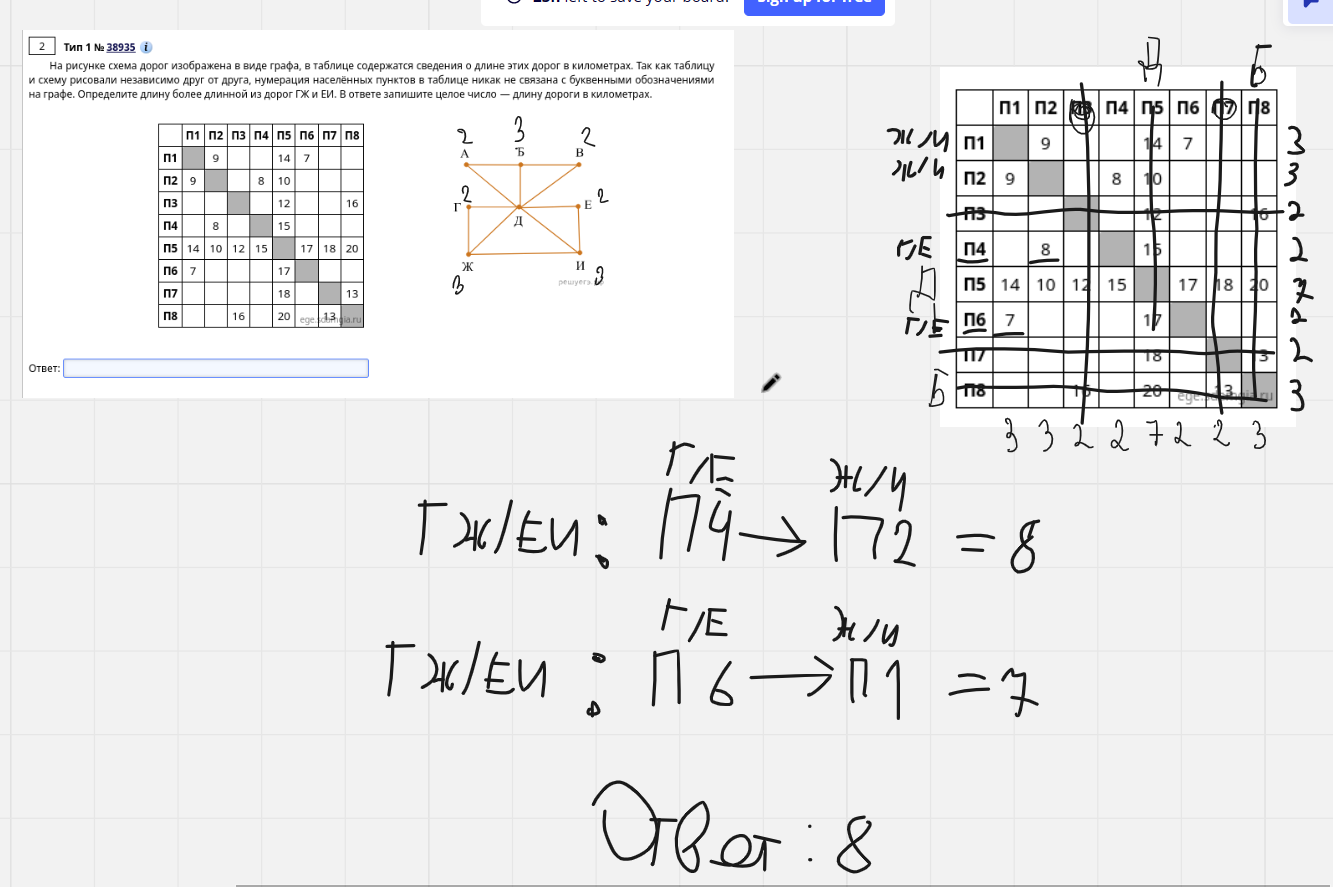 left to save your board!
Sign up for free
2 Тип 1 № 38935 i
На рисунке схема дорог изображена в виде графа, в таблице содержатся сведения о длине этих дорог в километрах. Так как таблицу
и схему рисовали независимо друг от друга, нумерация населённых пунктов в таблице никак не связана с буквенными обозначениями
на графе. Определите длину более длинной из дорог ГЖ и ЕИ. В ответе запишите целое число — длину дороги в километрах.
П1 П2 П3 П4 П5 П6 П7 П8
П1 9 14 7
П2 9 8 10
П3 12 16
П4 8 15
П5 14 10 12 15 17 18 20
П6 7 17
П7 18 13
П8 16 20 13
ege.sdamgia.ru
2 3 2
А Б В
2 Г Д Е 2
Ж И
3 3
решуегэ.
Ответ:
Д Б
П1 П2 П3 П4 П5 П6 П7 П8
Ж/И П1 9 14 7 3
Ж/И П2 9 8 10 3
П3 12 16 2
Г/Е П4 8 15 2
Д П5 14 10 12 15 17 18 20 7
Г/Е П6 7 17 2
П7 18 13 2
Б П8 16 20 13 3
ege.sdamgia.ru
3 3 2 2 7 2 2 3
Г/Е Ж/И
ГЖ/ЕИ: П4 → П2 = 8
Г/Е Ж/И
ГЖ/ЕИ: П6 → П1 = 7
Ответ: 8